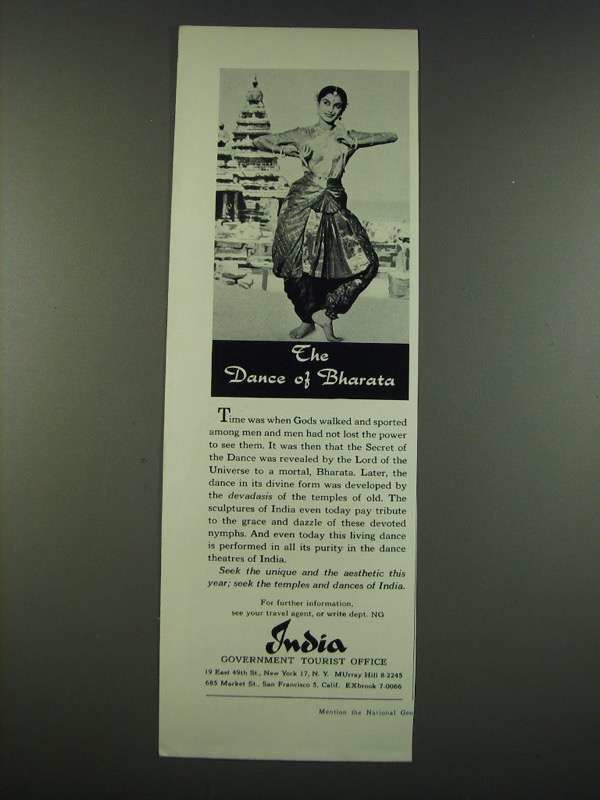 The
Dance of Bharata
Time was when Gods walked and sported
among men and men had not lost the power
to see them. It was then that the Secret of
the Dance was revealed by the Lord of the
Universe to a mortal, Bharata. Later, the
dance in its divine form was developed by
the devadasis of the temples of old. The
sculptures of India even today pay tribute
to the grace and dazzle of these devoted
nymphs. And even today this living dance
is performed in all its purity in the dance
theatres of India.
Seek the unique and the aesthetic this
year; seek the temples and dances of India.
For further information,
see your travel agent, or write dept. NG
India
GOVERNMENT TOURIST OFFICE
19 East 49th St., New York 17, N. Y. MUrray Hill 8-2245
685 Market St., San Francisco 5, Calif. EXbrook 7-0066
Mention the National Geo